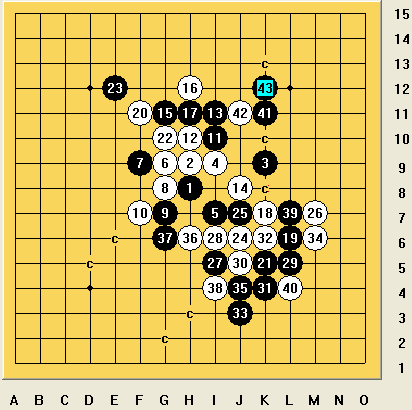 15
14
c
13
23 16 43 12
20 15 17 13 42 41 11
22 12 11 c 10
7 6 2 4 3 9
8 1 14 c 8
10 9 5 25 18 39 26 7
c 37 36 28 24 32 19 34 6
c 27 30 21 29 5
38 35 31 40 4
c 33 3
c 2
1
A B C D E F G H I J K L M N O